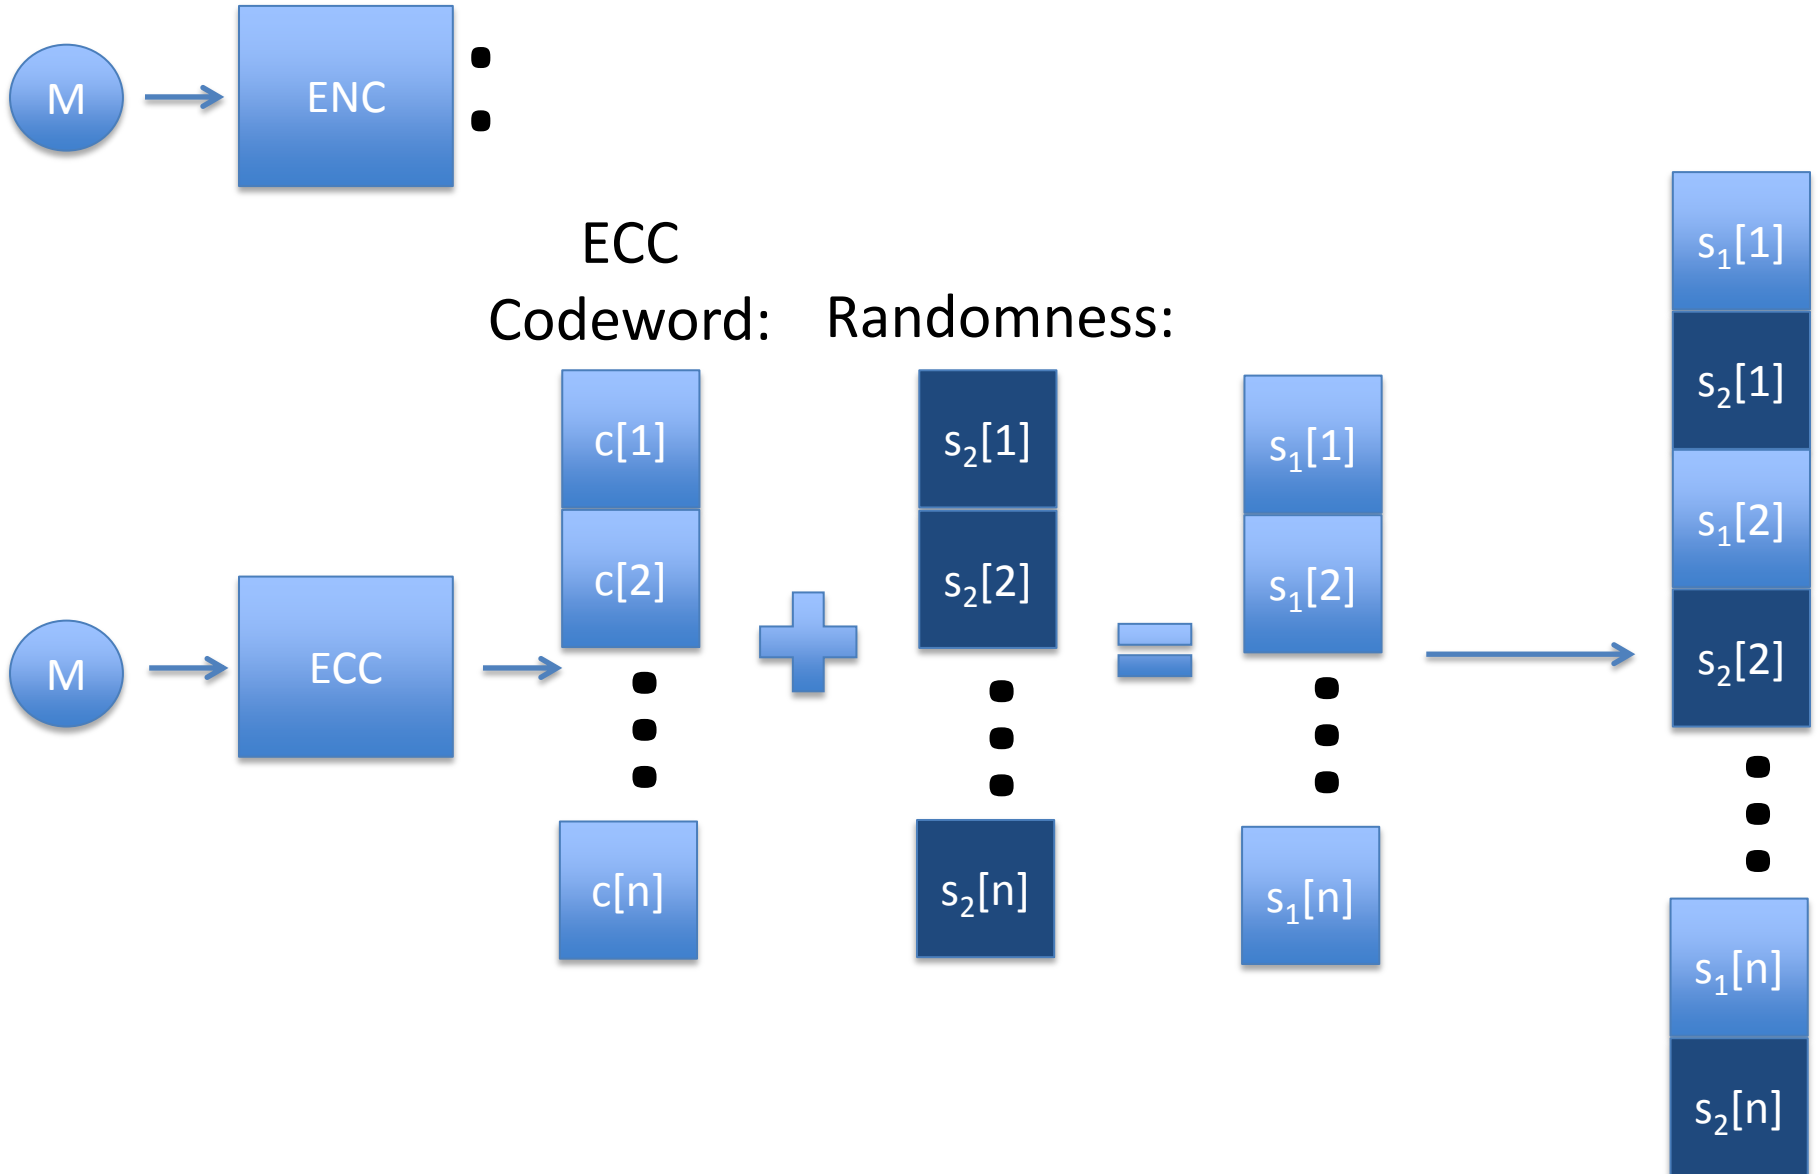 M
ENC
ECC
Codeword:
Randomness:
M
ECC
c[1]
c[2]
c[n]
s₂[1]
s₂[2]
s₂[n]
s₁[1]
s₁[2]
s₁[n]
s₁[1]
s₂[1]
s₁[2]
s₂[2]
s₁[n]
s₂[n]